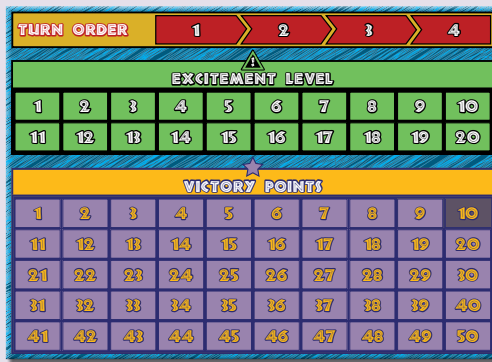 TURN ORDER 1 2 3 4
EXCITEMENT LEVEL
1 2 3 4 5 6 7 8 9 10
11 12 13 14 15 16 17 18 19 20
VICTORY POINTS
1 2 3 4 5 6 7 8 9 10
11 12 13 14 15 16 17 18 19 20
21 22 23 24 25 26 27 28 29 30
31 32 33 34 35 36 37 38 39 40
41 42 43 44 45 46 47 48 49 50